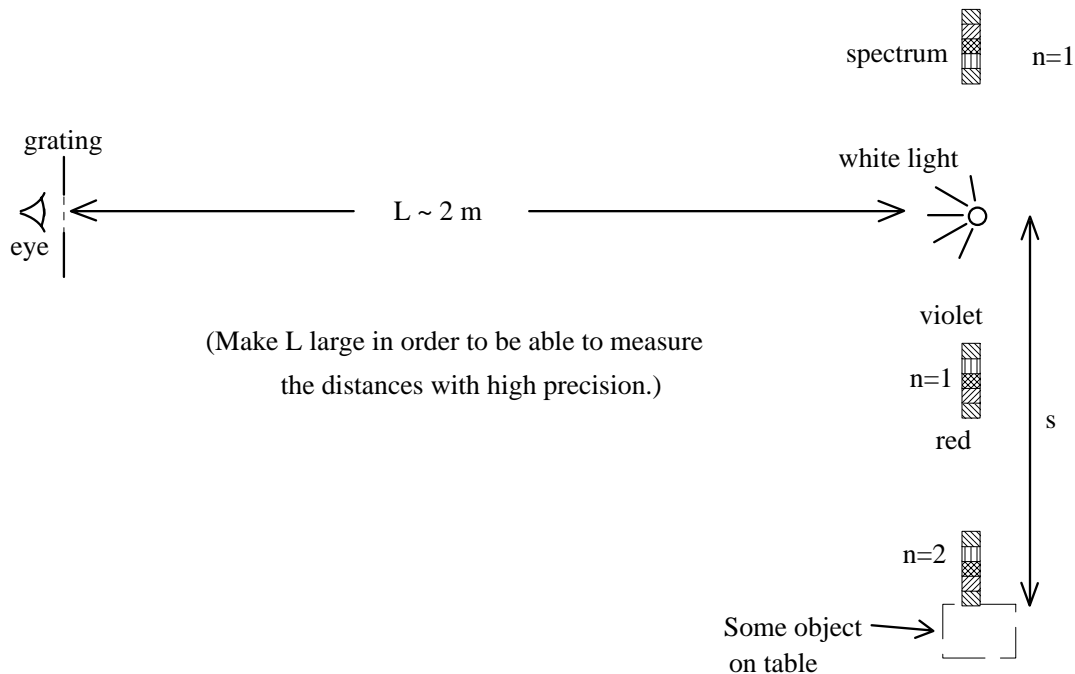 spectrum
n=1
grating
white light
L ~ 2 m
eye
violet
(Make L large in order to be able to measure
the distances with high precision.)
n=1
s
red
n=2
Some object
on table